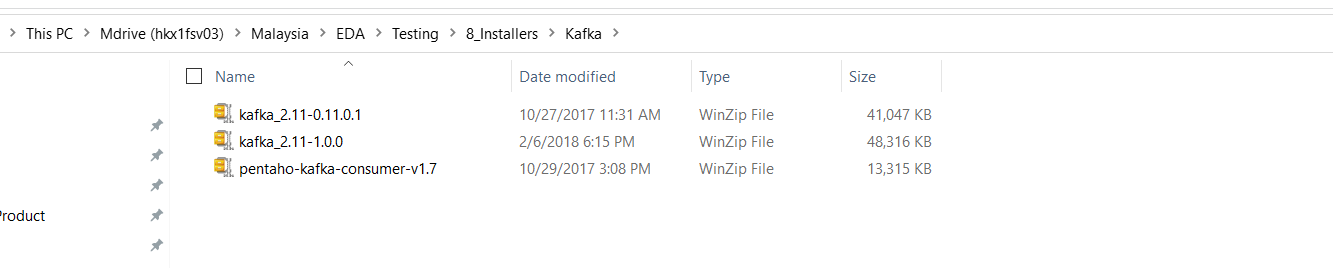 This PC > Mdrive (hkx1fsv03) > Malaysia > EDA > Testing > 8_Installers > Kafka >
Name Date modified Type Size
kafka_2.11-0.11.0.1 10/27/2017 11:31 AM WinZip File 41,047 KB
kafka_2.11-1.0.0 2/6/2018 6:15 PM WinZip File 48,316 KB
pentaho-kafka-consumer-v1.7 10/29/2017 3:08 PM WinZip File 13,315 KB
Product